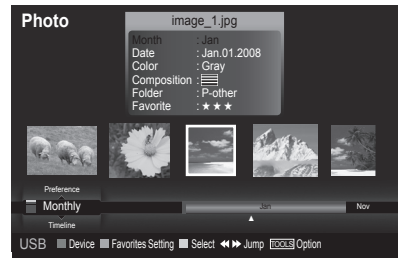 Photo
image_1.jpg
Month : Jan
Date : Jan.01.2008
Color : Gray
Composition :
Folder : P-other
Favorite : ★★★
Preference
Monthly
Jan
Nov
Timeline
USB Device Favorites Setting Select ◀◀ ▶▶ Jump TOOLS Option